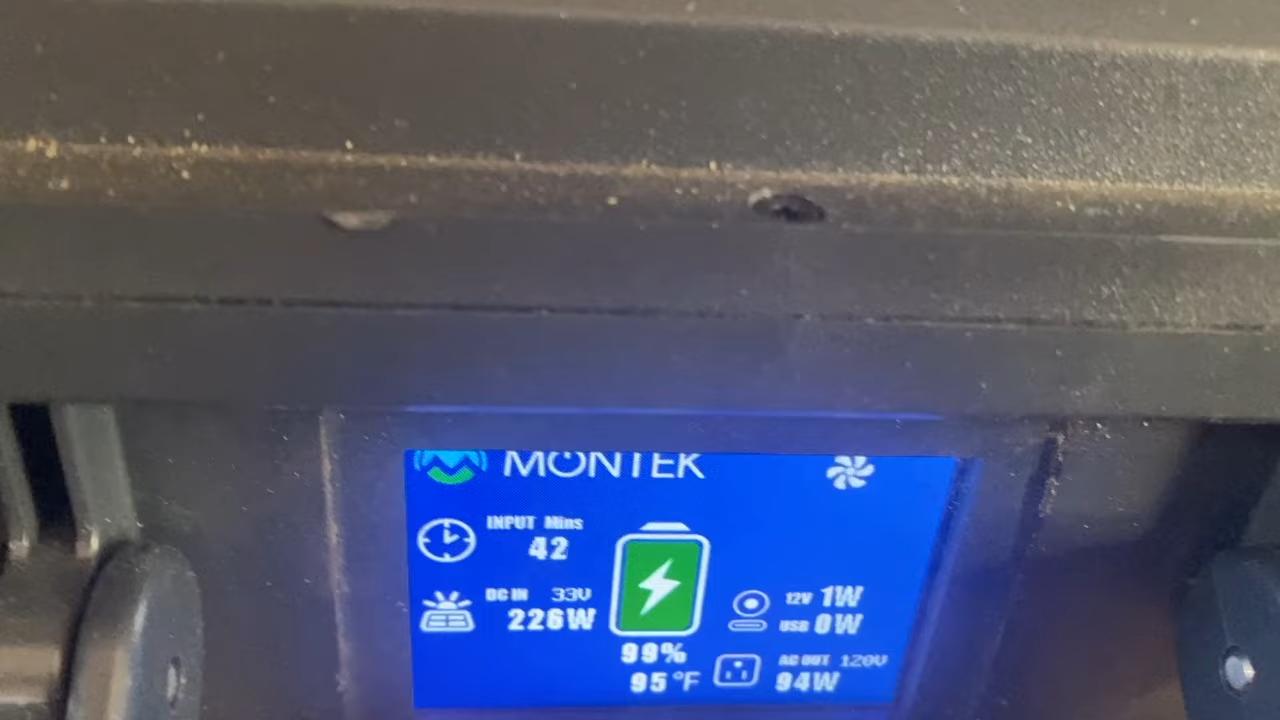 MONTEK
INPUT Mins
42
DC IN 33V
226W
99%
95°F
12V 1W
USB 0W
AC OUT 120V
94W